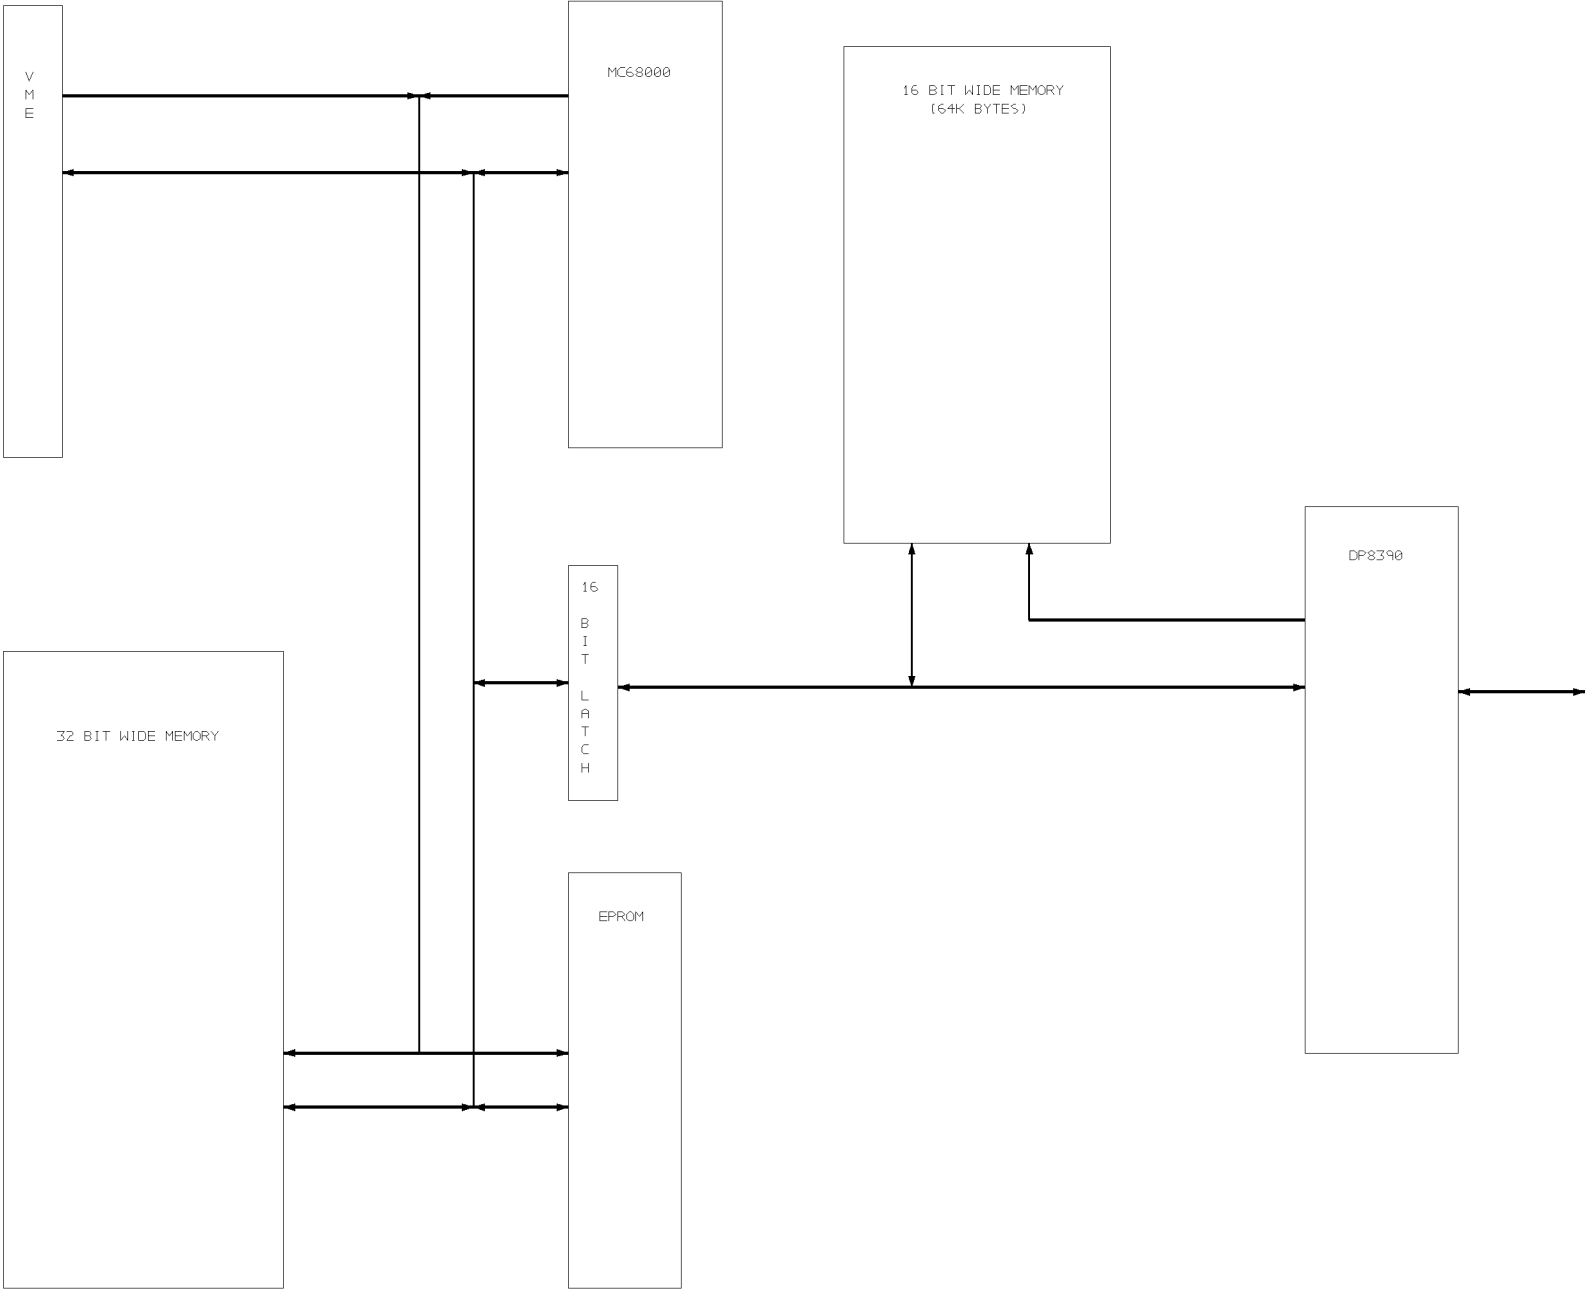 V
M
E
MC68000
16 BIT WIDE MEMORY
(64K BYTES)
DP8390
16
B
I
T
L
A
T
C
H
32 BIT WIDE MEMORY
EPROM